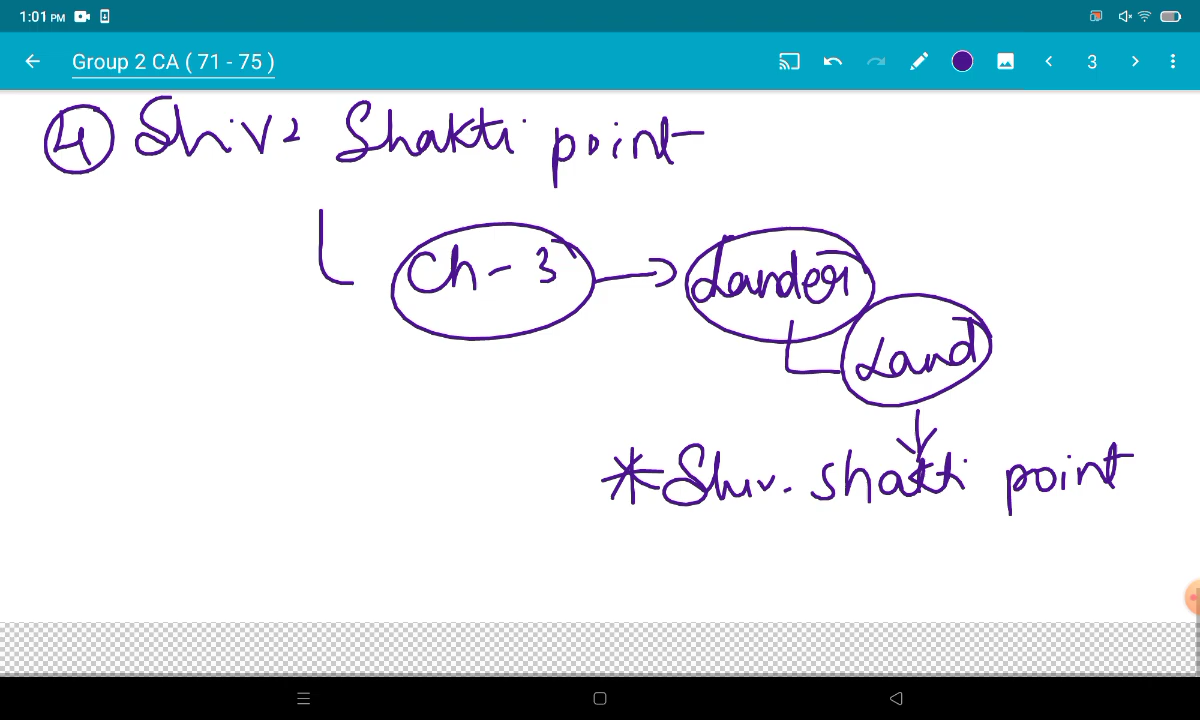 1:01 PM
Group 2 CA ( 71 - 75 )
3
4 Shiv Shakti point
Ch - 3 → Lander
Land
* Shiv. shakti point